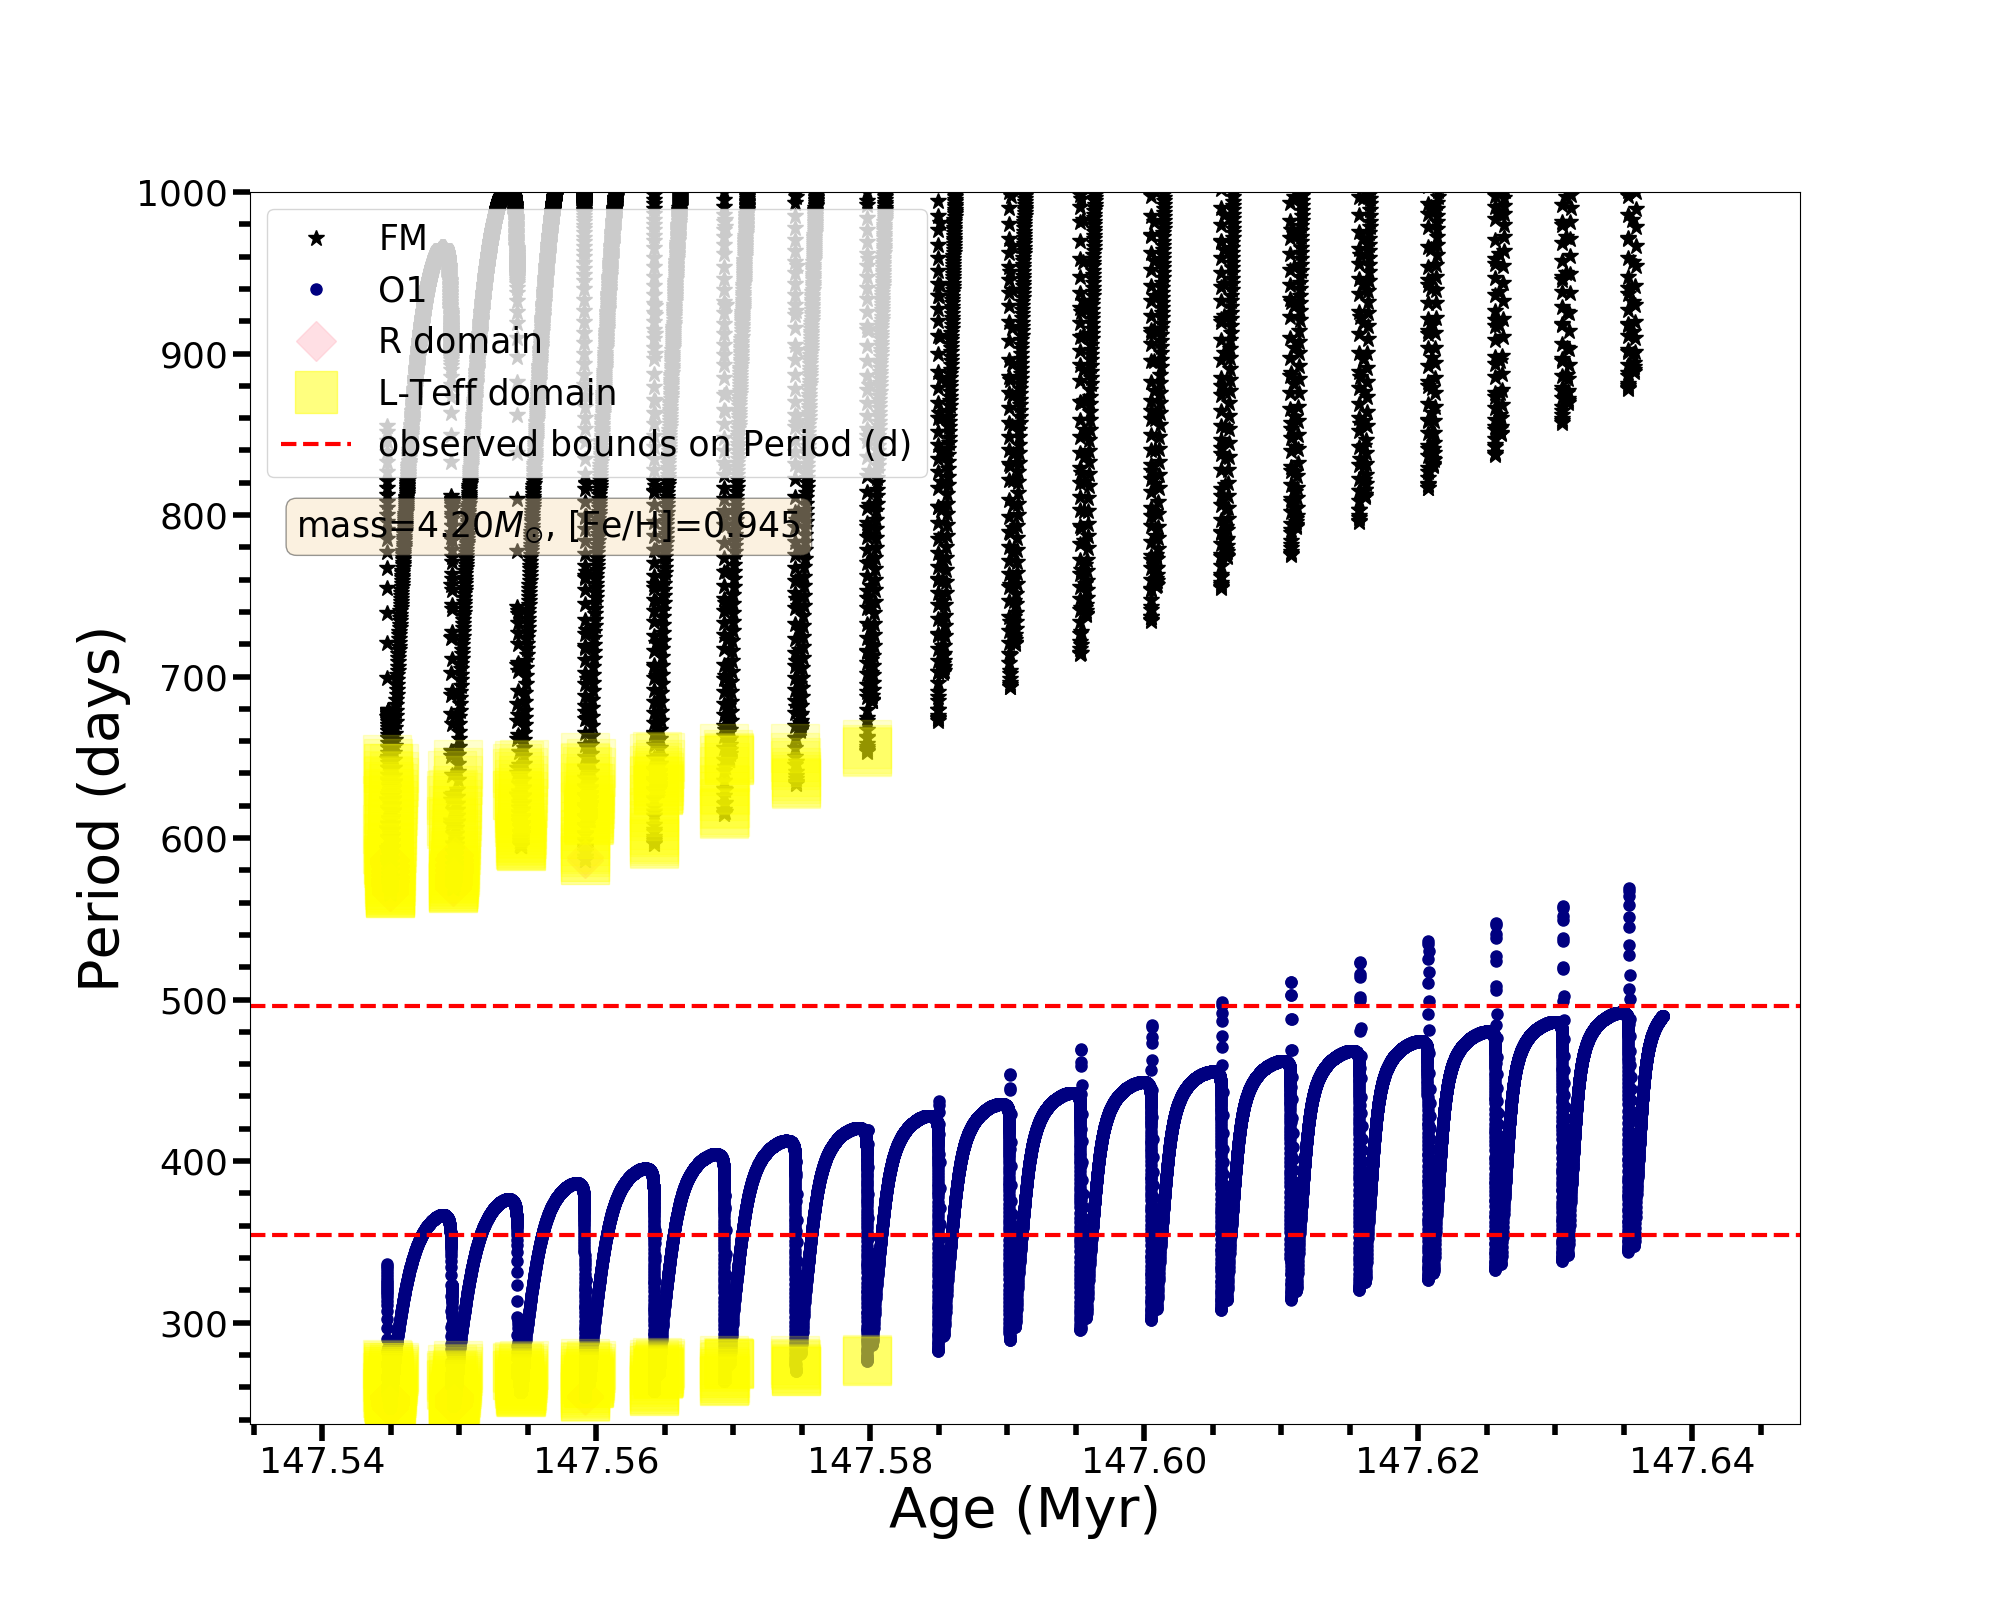 1000
900
800
700
600
500
400
300
Period (days)
FM
O1
R domain
L-Teff domain
observed bounds on Period (d)
mass=4.20M⊙, [Fe/H]=0.945
147.54 147.56 147.58 147.60 147.62 147.64
Age (Myr)